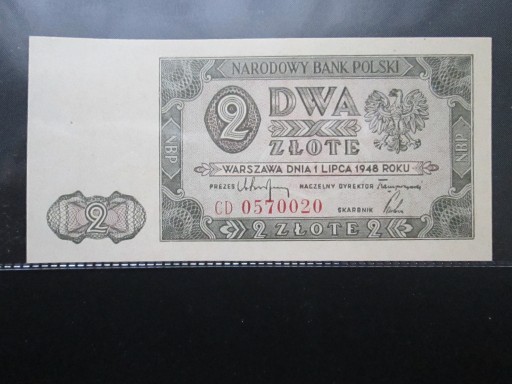 NARODOWY BANK POLSKI
2 DWA
ZŁOTE
NBP
NBP
WARSZAWA DNIA 1 LIPCA 1948 ROKU
PREZES NACZELNY DYREKTOR
CD 0570020 SKARBNIK
2
2 ZŁOTE 2